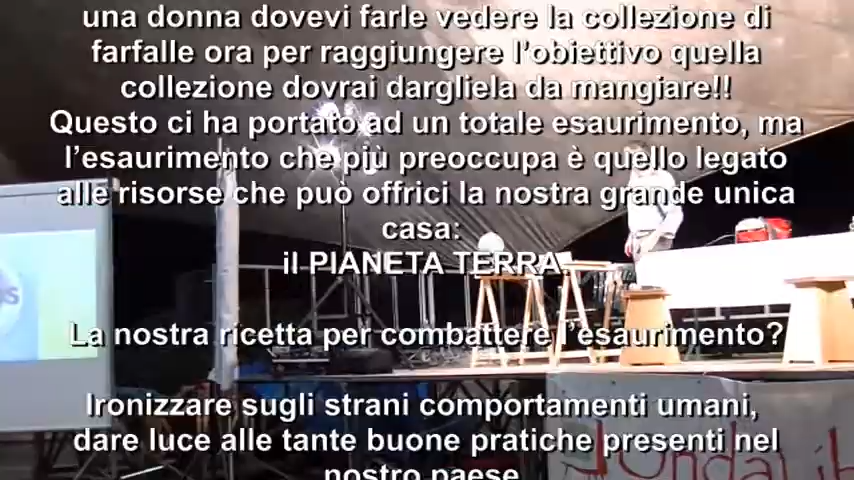 una donna dovevi farle vedere la collezione di
farfalle ora per raggiungere l'obiettivo quella
collezione dovrai dargliela da mangiare!!
Questo ci ha portato ad un totale esaurimento, ma
l'esaurimento che più preoccupa è quello legato
alle risorse che può offrici la nostra grande unica
casa:
il PIANETA TERRA.
La nostra ricetta per combattere l'esaurimento?
Ironizzare sugli strani comportamenti umani,
dare luce alle tante buone pratiche presenti nel
nostro paese